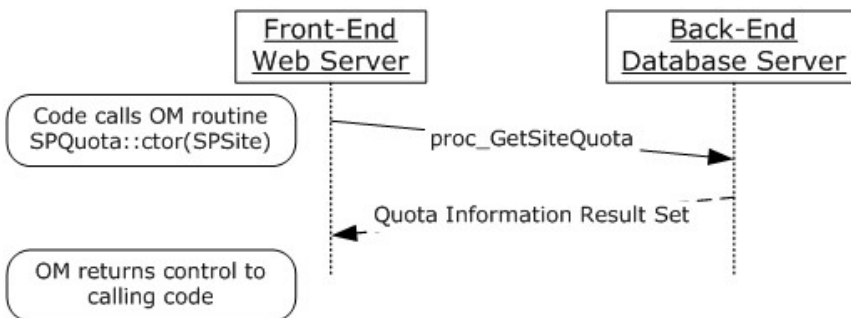 Front-End
Web Server
Back-End
Database Server
Code calls OM routine
SPQuota::ctor(SPSite)
proc_GetSiteQuota
Quota Information Result Set
OM returns control to
calling code